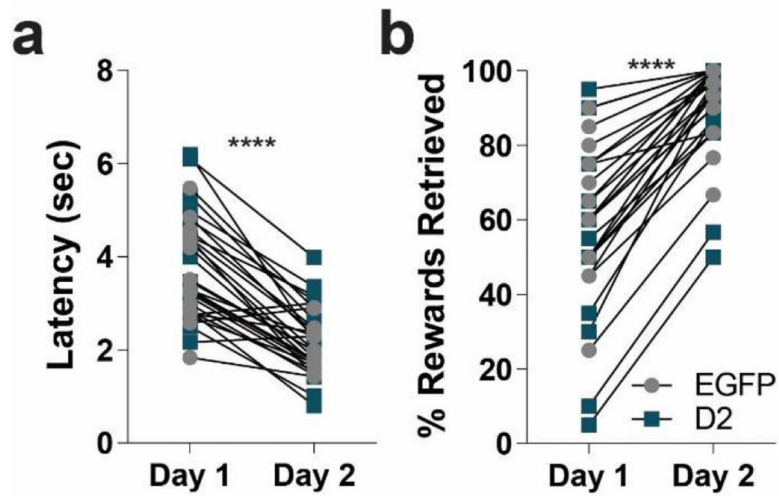 a
Latency (sec)
8
6
4
2
0
****
Day 1 Day 2
b
% Rewards Retrieved
100
80
60
40
20
0
****
EGFP
D2
Day 1 Day 2